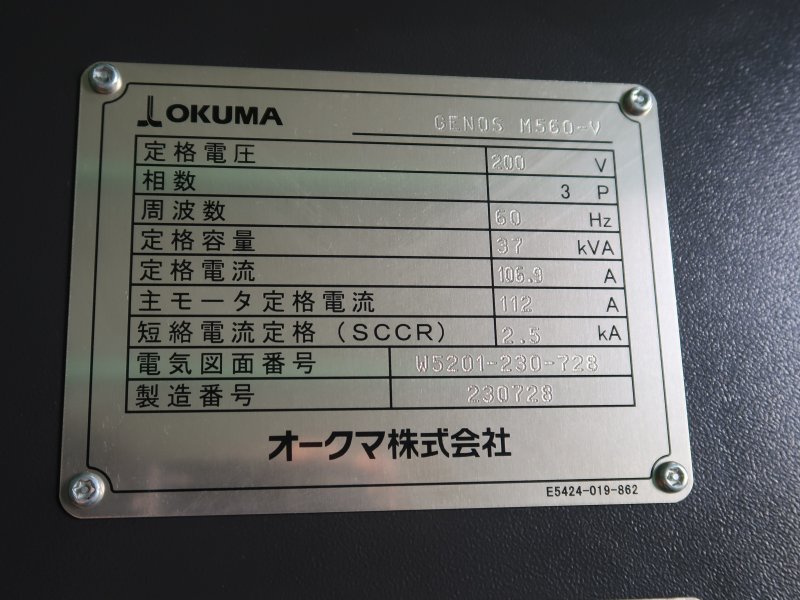 OKUMA
GENOS M560-V
定格電圧 200 V
相数 3 P
周波数 60 Hz
定格容量 37 kVA
定格電流 106.9 A
主モータ定格電流 112 A
短絡電流定格(SCCR) 2.5 kA
電気図面番号 W5201-230-728
製造番号 230728
オークマ株式会社
E5424-019-862